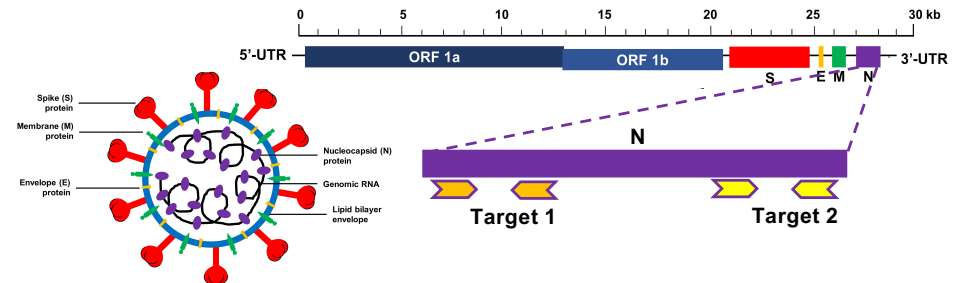 0 5 10 15 20 25 30 kb
5'-UTR ORF 1a ORF 1b 3'-UTR
S E M N
Spike (S)
protein
Membrane (M)
protein
Envelope (E)
protein
Nucleocapsid (N)
protein
Genomic RNA
Lipid bilayer
envelope
N
Target 1 Target 2